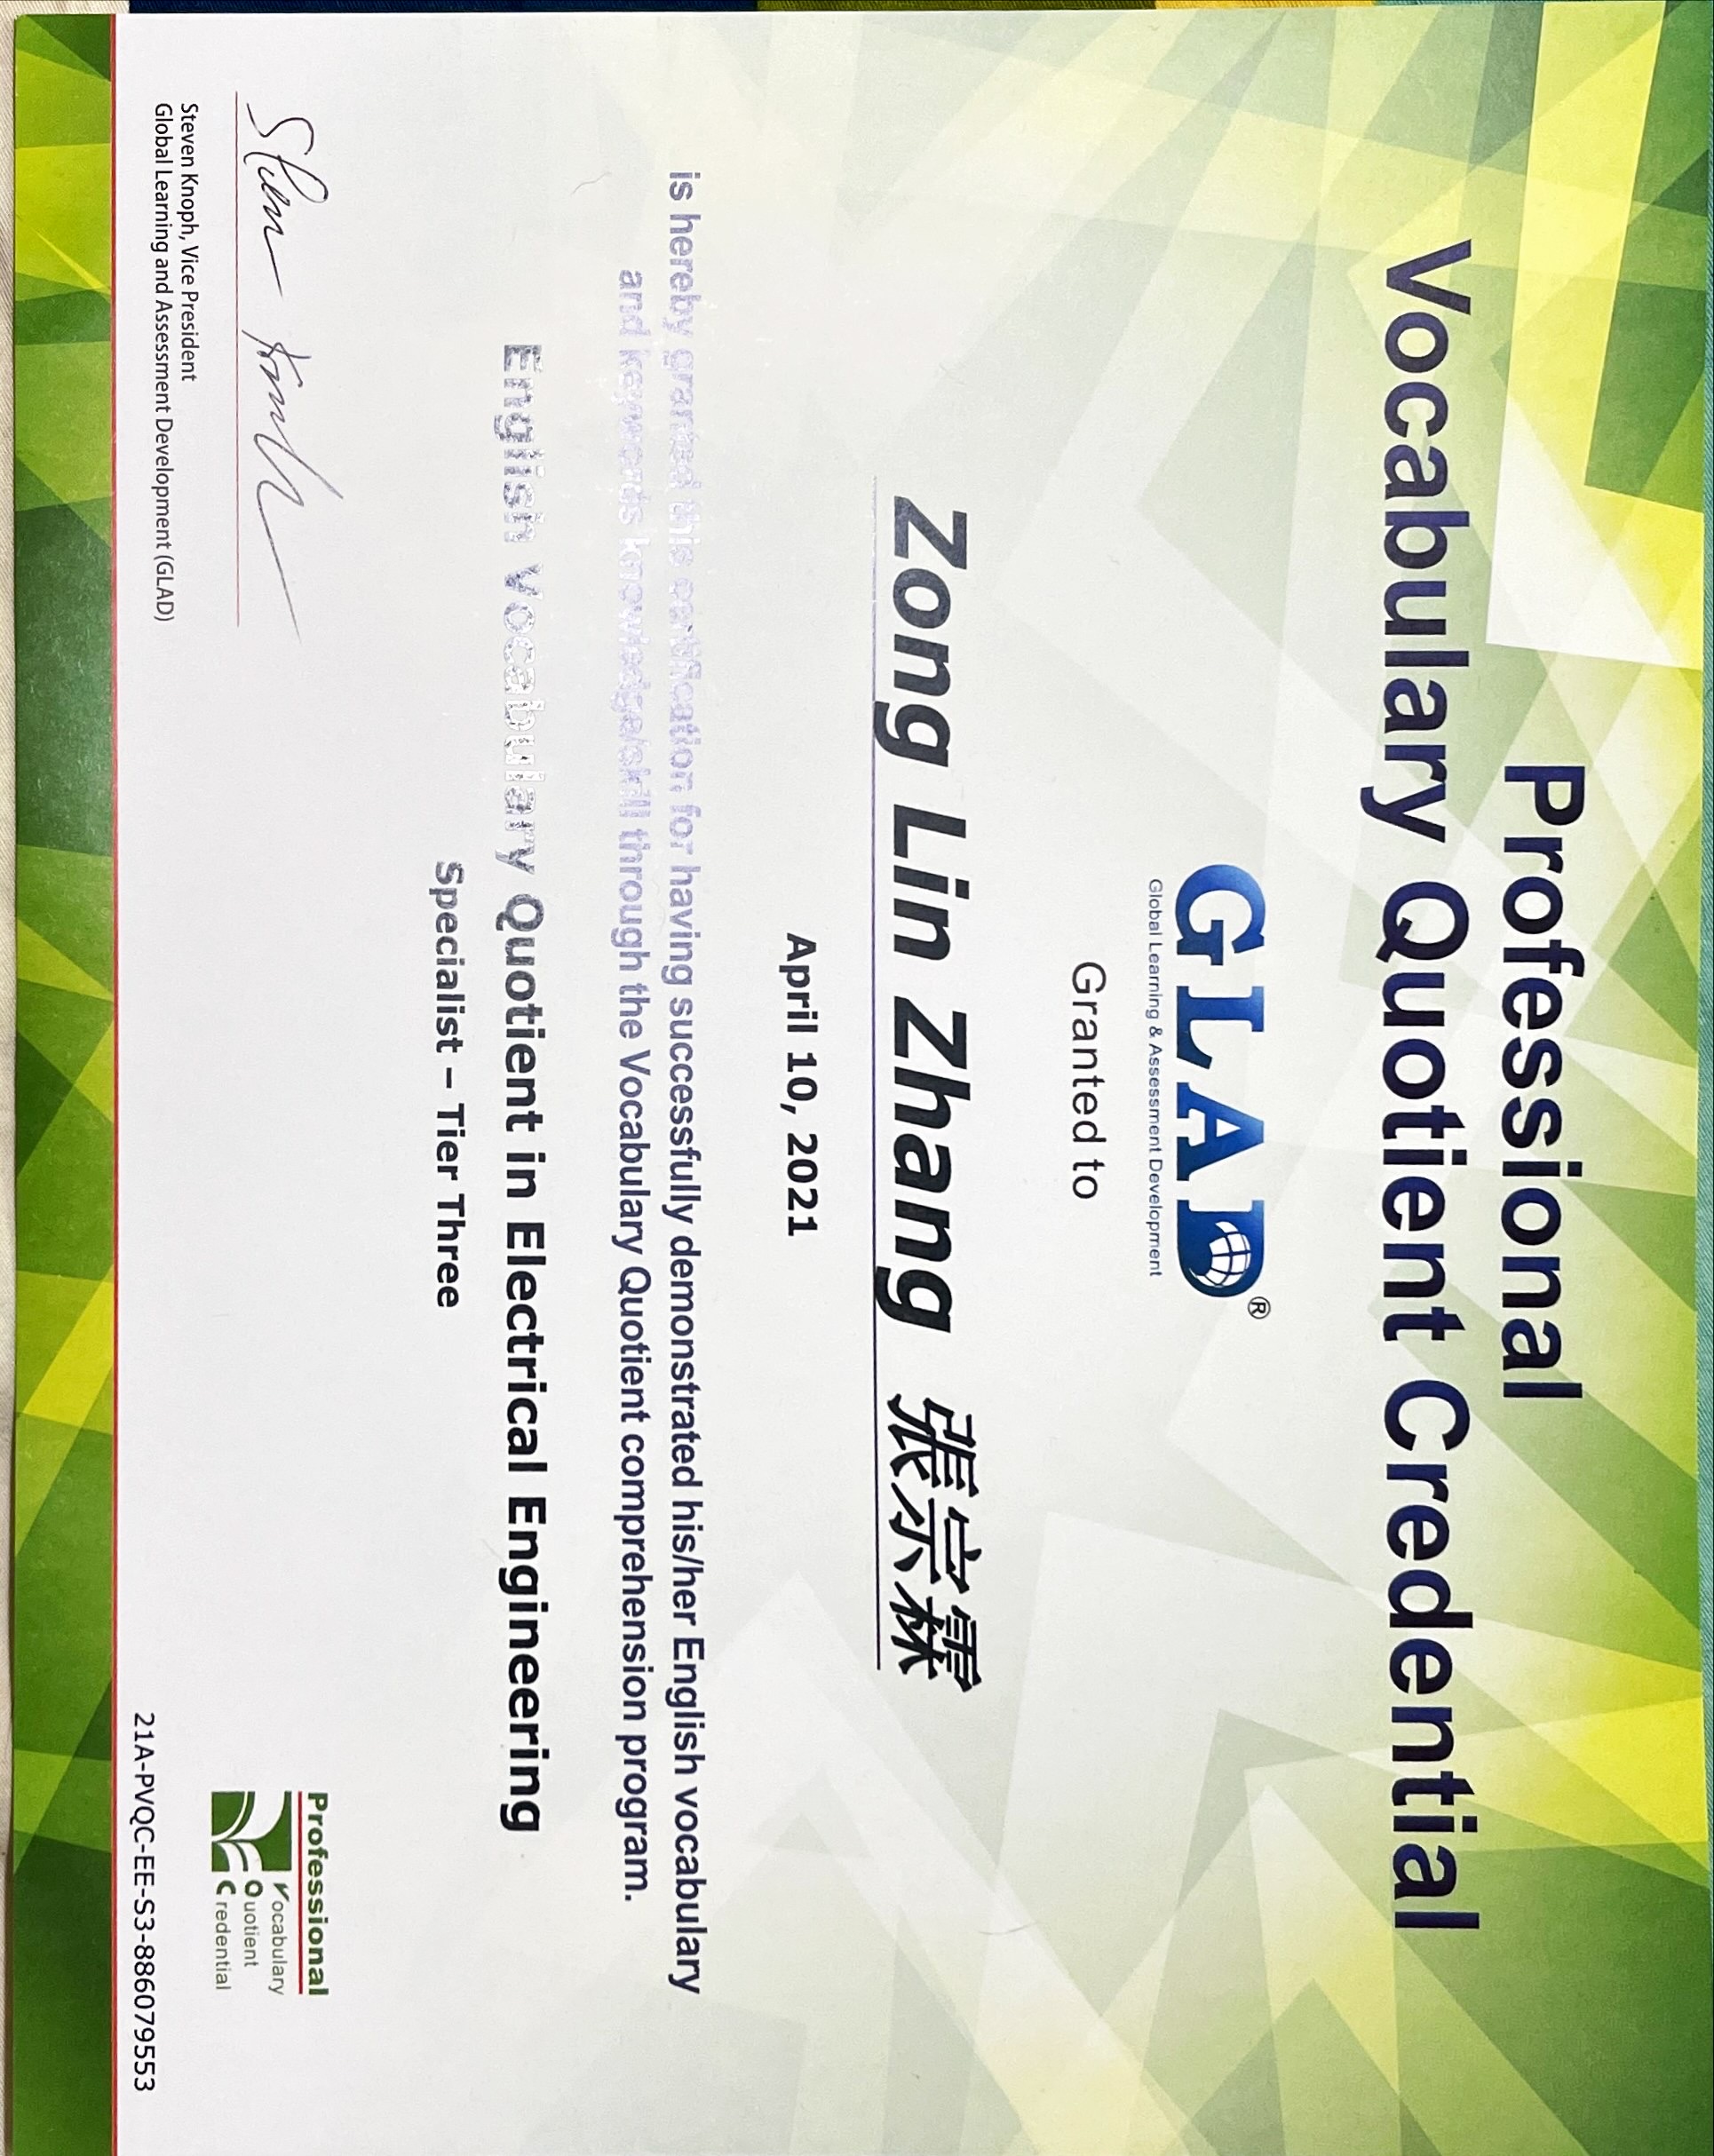 Professional
Vocabulary Quotient Credential
GLAD®
Global Learning & Assessment Development
Granted to
Zong Lin Zhang 張宗霖
April 10, 2021
is hereby granted this certification for having successfully demonstrated his/her English vocabulary
and keywords knowledge/skill through the Vocabulary Quotient comprehension program.
English Vocabulary Quotient in Electrical Engineering
Specialist – Tier Three
Steven Knoph
Steven Knoph, Vice President
Global Learning and Assessment Development (GLAD)
Professional
Vocabulary
Quotient
Credential
21A-PVQC-EE-S3-886079553